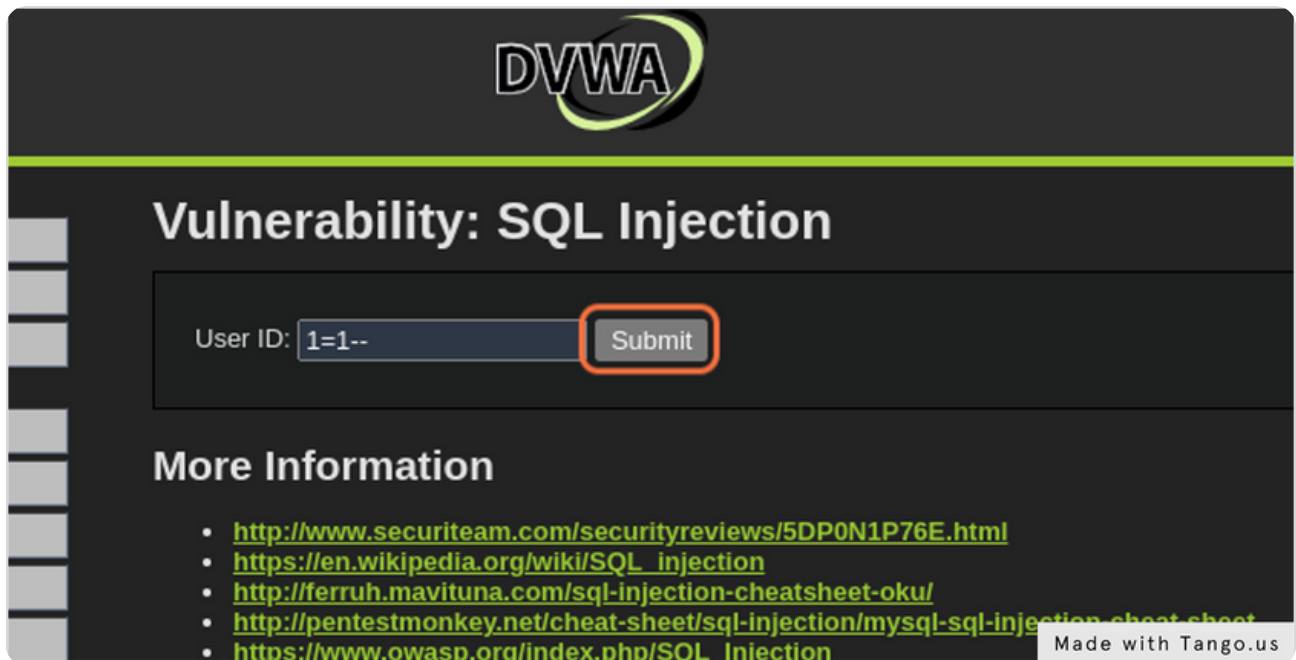 DVWA
Vulnerability: SQL Injection
User ID: 1=1-- Submit
More Information
http://www.securiteam.com/securityreviews/5DP0N1P76E.html
https://en.wikipedia.org/wiki/SQL_injection
http://ferruh.mavituna.com/sql-injection-cheatsheet-oku/
http://pentestmonkey.net/cheat-sheet/sql-injection/mysql-sql-injection-cheat-sheet
https://www.owasp.org/index.php/SQL_Injection
Made with Tango.us